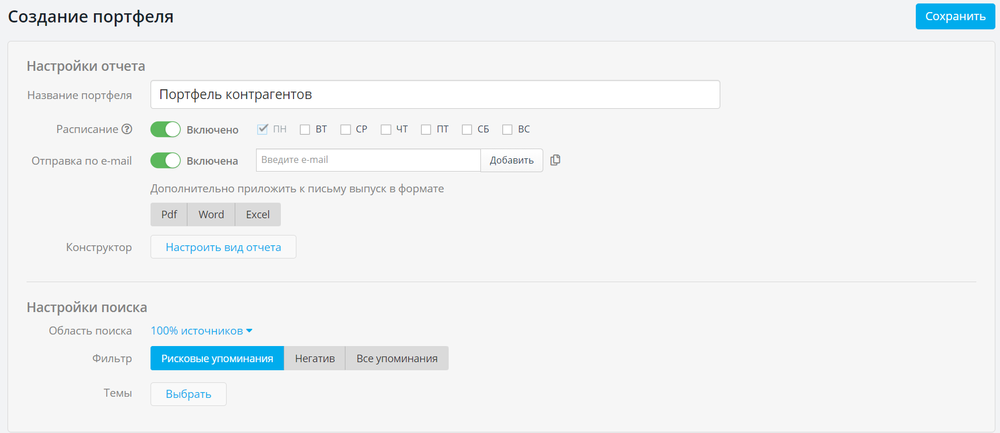 Создание портфеля
Сохранить
Настройки отчета
Название портфеля Портфель контрагентов
Расписание ? Включено ПН ВТ СР ЧТ ПТ СБ ВС
Отправка по e-mail Включена Введите e-mail Добавить
Дополнительно приложить к письму выпуск в формате
Pdf Word Excel
Конструктор Настроить вид отчета
Настройки поиска
Область поиска 100% источников
Фильтр Рисковые упоминания Негатив Все упоминания
Темы Выбрать